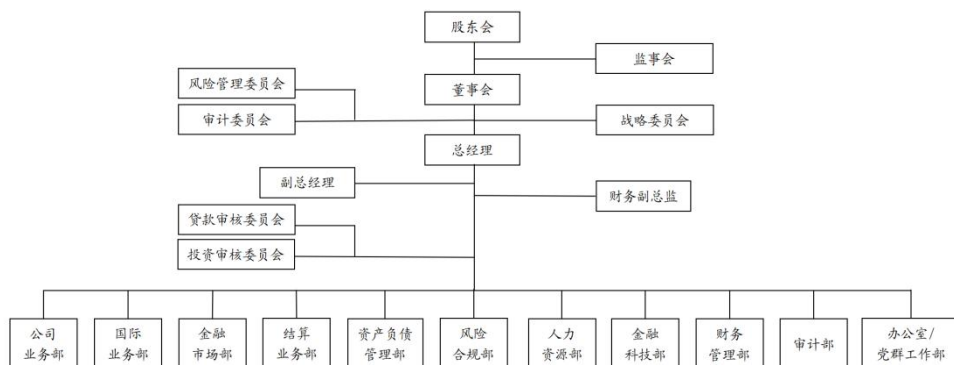 股东会
监事会
风险管理委员会
董事会
审计委员会
战略委员会
总经理
副总经理
财务副总监
贷款审核委员会
投资审核委员会
公司
业务部
国际
业务部
金融
市场部
结算
业务部
资产负债
管理部
风险
合规部
人力
资源部
金融
科技部
财务
管理部
审计部
办公室/
党群工作部